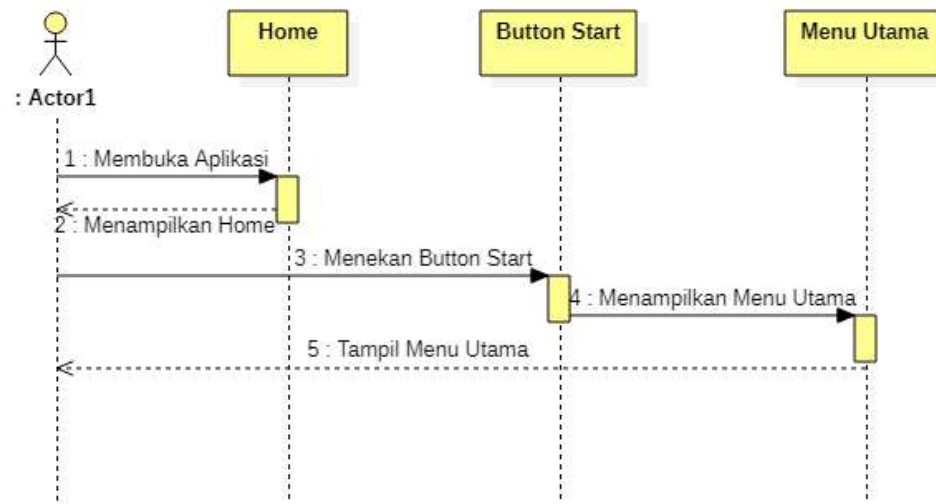 Home
Button Start
Menu Utama
: Actor1
1 : Membuka Aplikasi
2 : Menampilkan Home
3 : Menekan Button Start
4 : Menampilkan Menu Utama
5 : Tampil Menu Utama